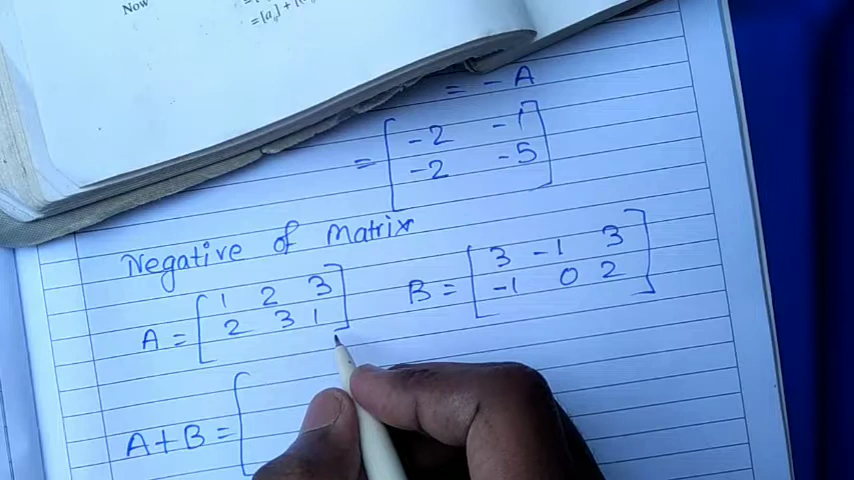 Now
= - A
= [ -2 -1
-2 -5 ]
Negative of Matrix
A = [ 1 2 3
2 3 1 ]
B = [ 3 -1 3
-1 0 2 ]
A+B = [